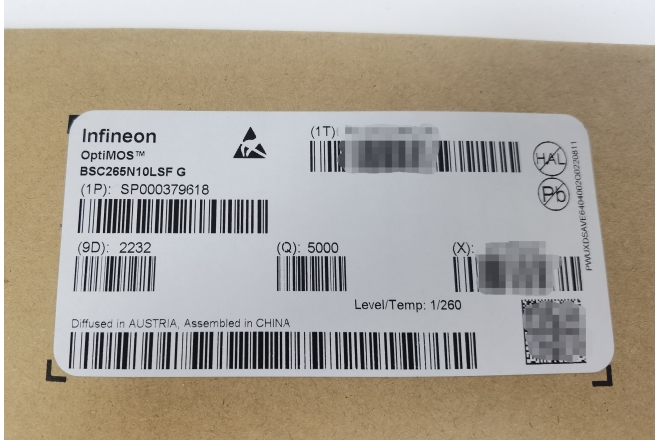 Infineon
OptiMOS™
BSC265N10LSF G
(1P): SP000379618
(1T):
HAL
Pb
(9D): 2232
(Q): 5000
(X):
Level/Temp: 1/260
Diffused in AUSTRIA, Assembled in CHINA